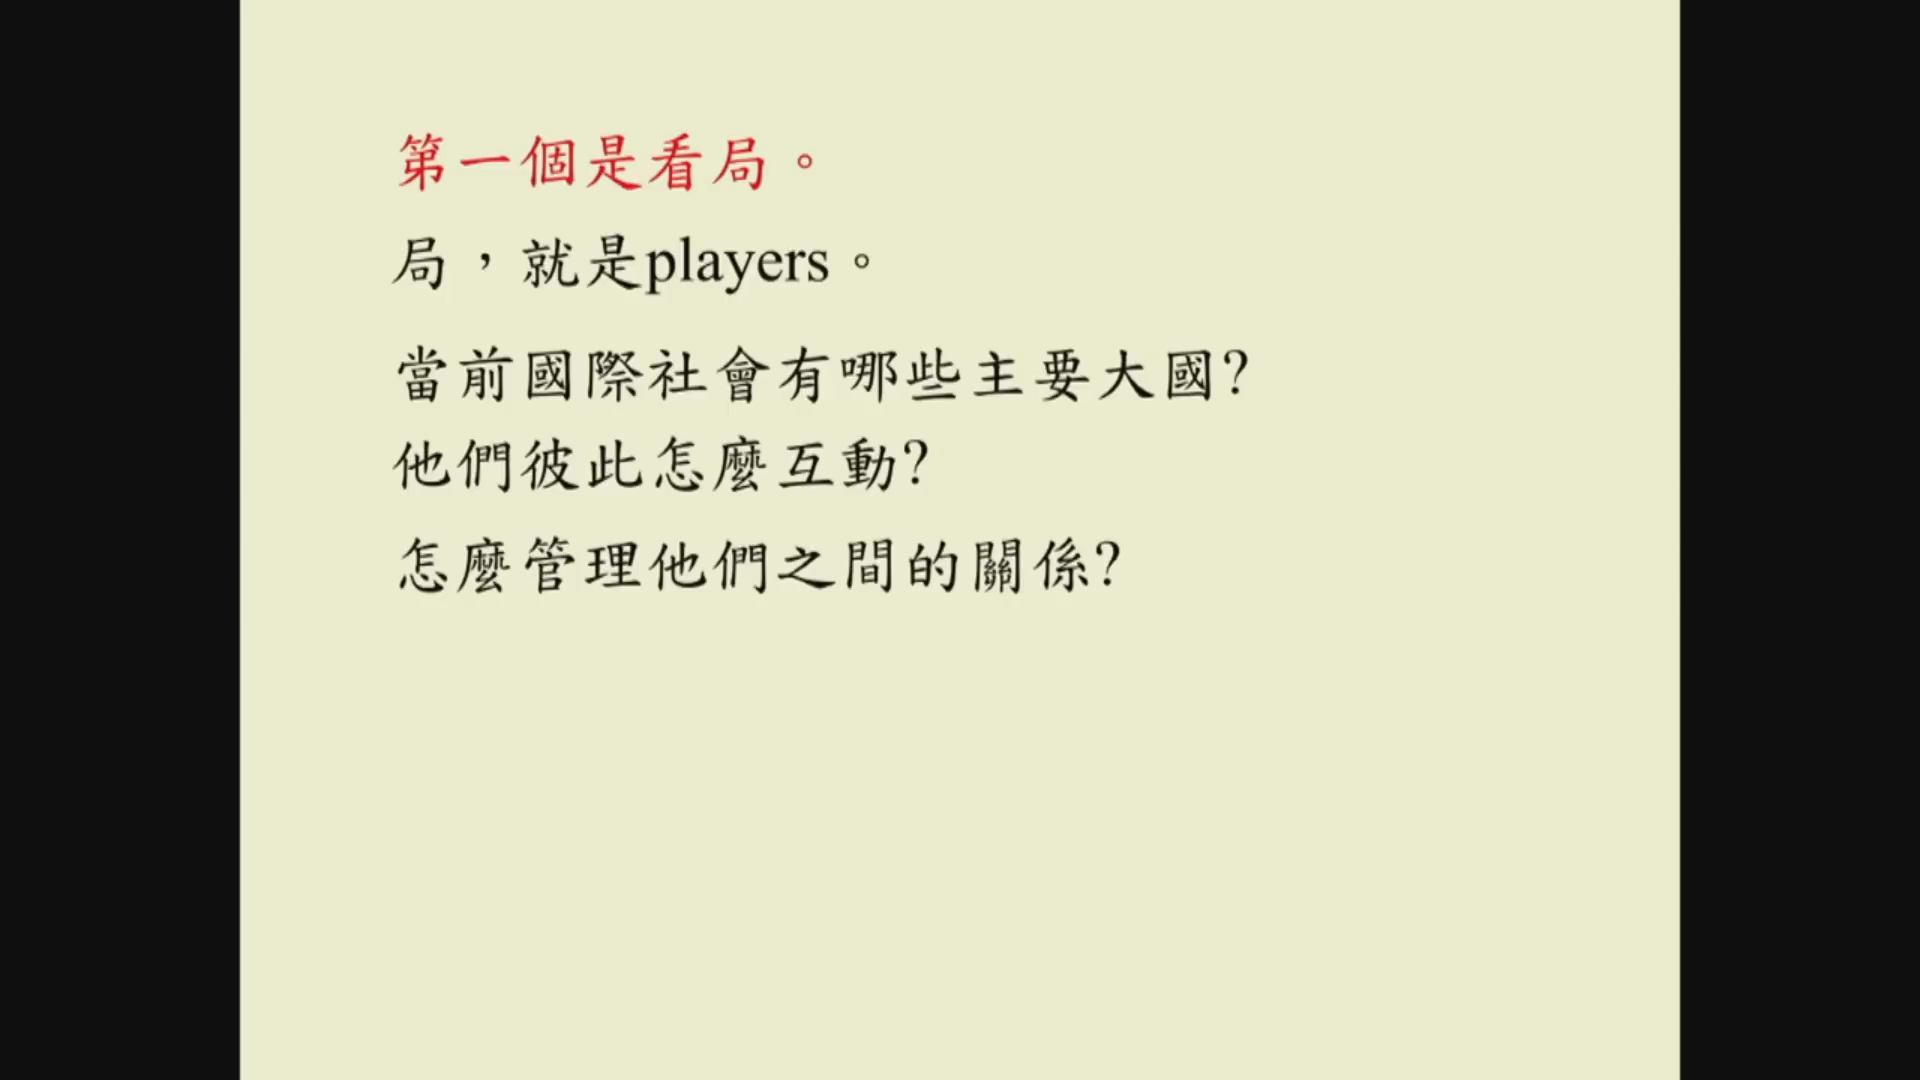 第一個是看局。
局，就是players。
當前國際社會有哪些主要大國?
他們彼此怎麼互動?
怎麼管理他們之間的關係?